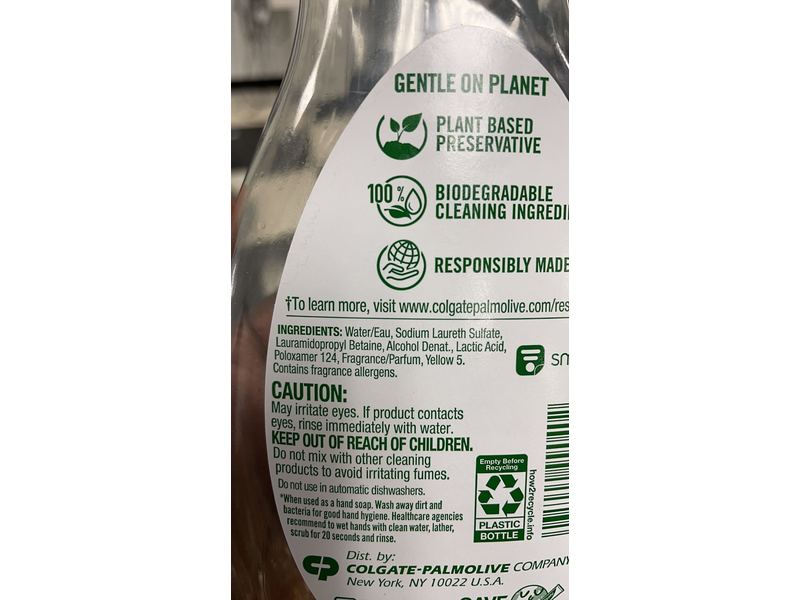 GENTLE ON PLANET
PLANT BASED
PRESERVATIVE
100%
BIODEGRADABLE
CLEANING INGREDI
RESPONSIBLY MADE
†To learn more, visit www.colgatepalmolive.com/res
INGREDIENTS: Water/Eau, Sodium Laureth Sulfate,
Lauramidopropyl Betaine, Alcohol Denat., Lactic Acid,
Poloxamer 124, Fragrance/Parfum, Yellow 5.
Contains fragrance allergens.
sm
CAUTION:
May irritate eyes. If product contacts
eyes, rinse immediately with water.
KEEP OUT OF REACH OF CHILDREN.
Do not mix with other cleaning
products to avoid irritating fumes.
Do not use in automatic dishwashers.
*When used as a hand soap. Wash away dirt and
bacteria for good hand hygiene. Healthcare agencies
recommend to wet hands with clean water, lather,
scrub for 20 seconds and rinse.
Empty Before
Recycling
PLASTIC
BOTTLE
how2recycle.info
Dist. by:
CP COLGATE-PALMOLIVE COMPANY
New York, NY 10022 U.S.A.
SAVE